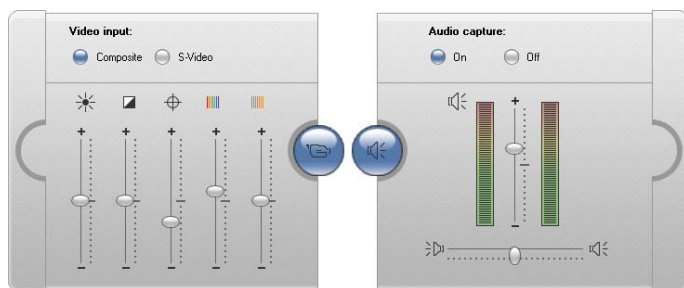 Video input:
Composite
S-Video
Audio capture:
On
Off